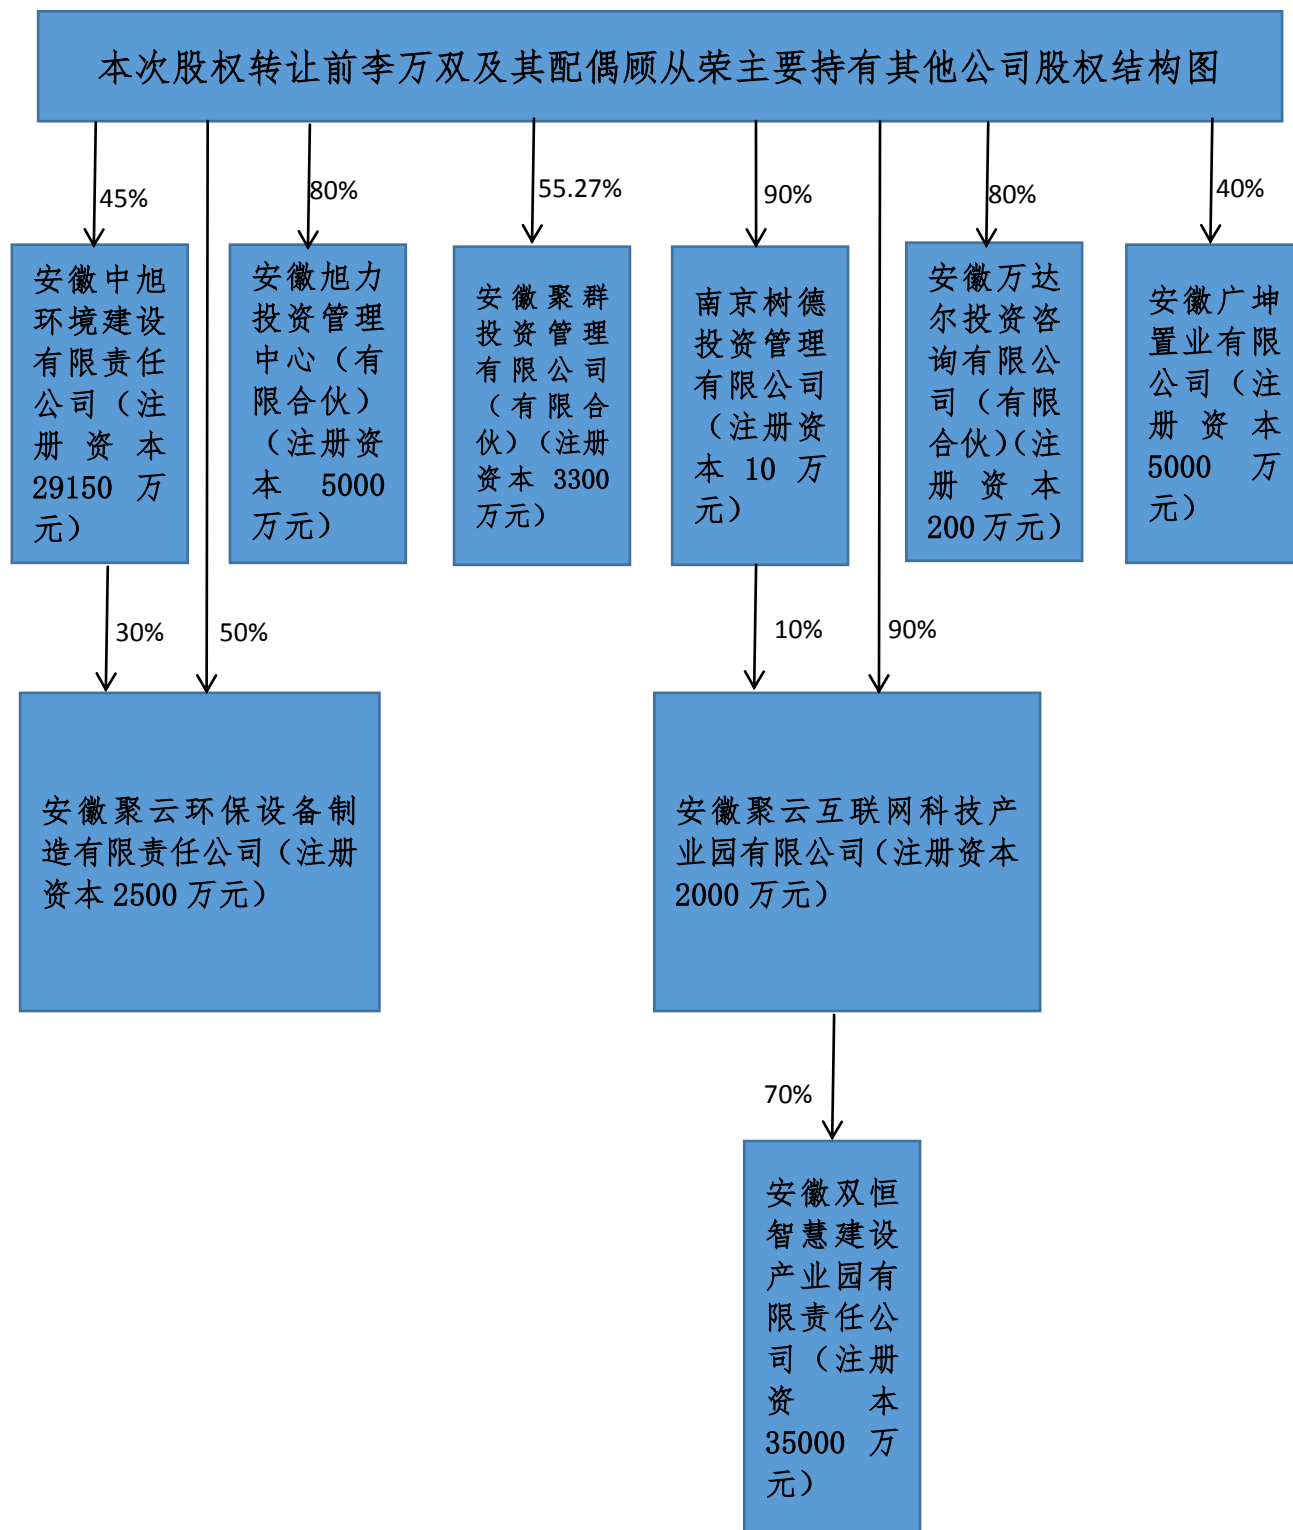 本次股权转让前李万双及其配偶顾从荣主要持有其他公司股权结构图
45%
80%
55.27%
90%
80%
40%
安徽中旭
环境建设
有限责任
公司（注
册资本
29150 万
元）
安徽旭力
投资管理
中心（有
限合伙）
（注册资
本 5000
万元）
安徽聚群
投资管理
有限公司
（有限合
伙）（注册
资本 3300
万元）
南京树德
投资管理
有限公司
（注册资
本 10 万
元）
安徽万达
尔投资咨
询有限公
司（有限
合伙）（注
册资本
200 万元）
安徽广坤
置业有限
公司（注
册资本
5000 万
元）
30%
50%
10%
90%
安徽聚云环保设备制
造有限责任公司（注册
资本 2500 万元）
安徽聚云互联网科技产
业园有限公司（注册资本
2000 万元）
70%
安徽双恒
智慧建设
产业园有
限责任公
司（注册
资本
35000 万
元）